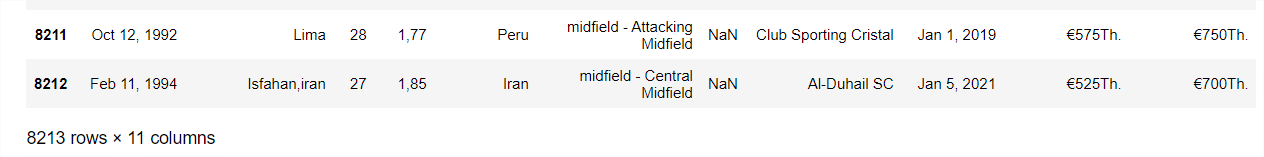 8211 Oct 12, 1992 Lima 28 1,77 Peru midfield - Attacking Midfield NaN Club Sporting Cristal Jan 1, 2019 €575Th. €750Th.
8212 Feb 11, 1994 Isfahan,iran 27 1,85 Iran midfield - Central Midfield NaN Al-Duhail SC Jan 5, 2021 €525Th. €700Th.
8213 rows × 11 columns